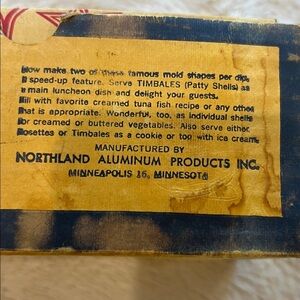 Now make two of these famous mold shapes per dip,
a speed-up feature. Serve TIMBALES (Patty Shells) as
a main luncheon dish and delight your guests.
Fill with favorite creamed tuna fish recipe or any other
that is appropriate. Wonderful, too, as individual shells
for creamed or buttered vegetables. Also serve either
Rosettes or Timbales as a cookie or top with ice cream.
MANUFACTURED BY
NORTHLAND ALUMINUM PRODUCTS INC.
MINNEAPOLIS 16, MINNESOTA